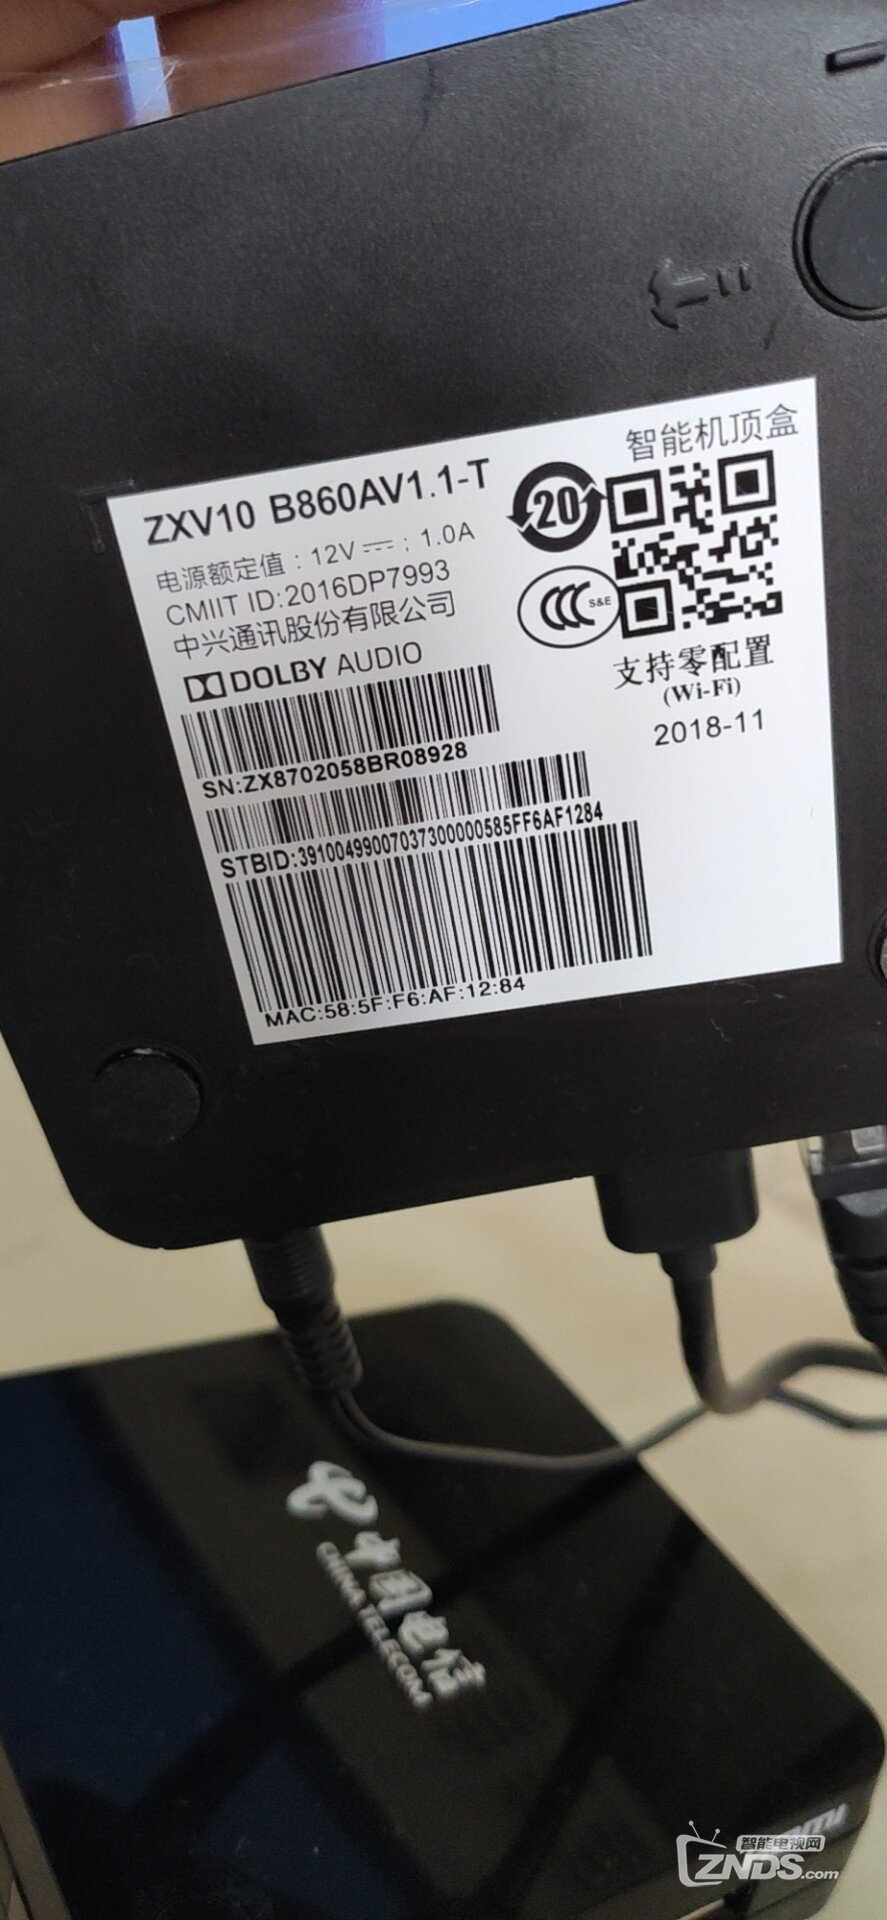 智能机顶盒
ZXV10 B860AV1.1-T
20
电源额定值：12V ⎓；1.0A
CMIIT ID:2016DP7993
S&E
中兴通讯股份有限公司
DOLBY AUDIO
支持零配置
(Wi-Fi)
2018-11
SN:ZX8702058BR08928
STBID:39100499007037300000585FF6AF1284
MAC:58:5F:F6:AF:12:84
中国电信
CHINA TELECOM
智能电视网
ZNDS.com